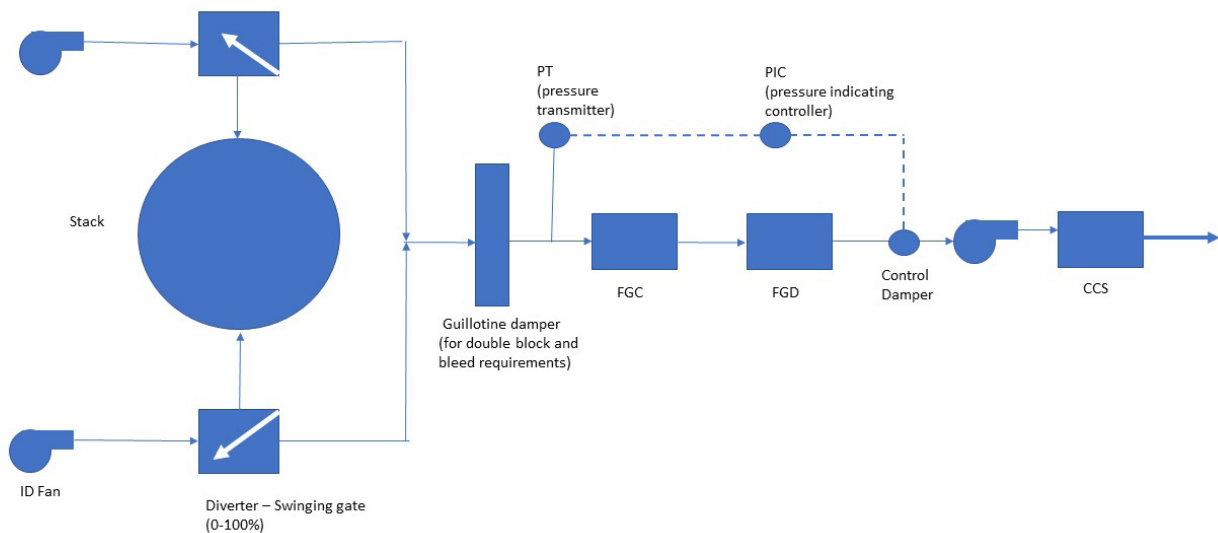 PT
(pressure
transmitter)
PIC
(pressure indicating
controller)
Stack
FGC
FGD
Control
Damper
CCS
Guillotine damper
(for double block and
bleed requirements)
ID Fan
Diverter – Swinging gate
(0-100%)